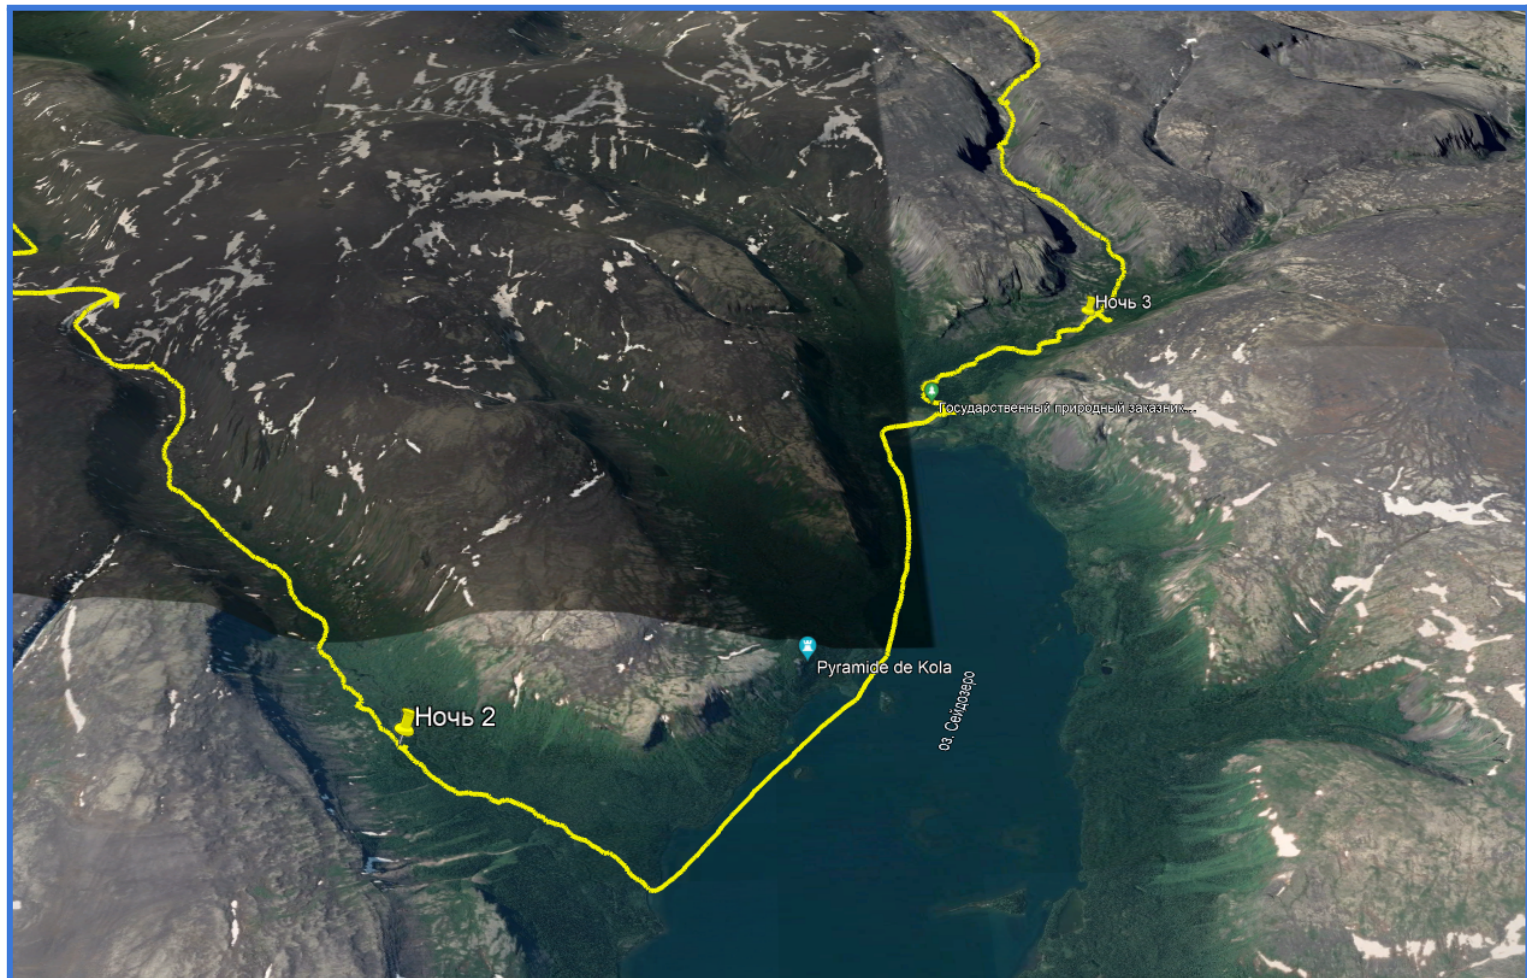 Ночь 3
Государственный природный заказник...
Pyramide de Kola
оз. Сейдозеро
Ночь 2